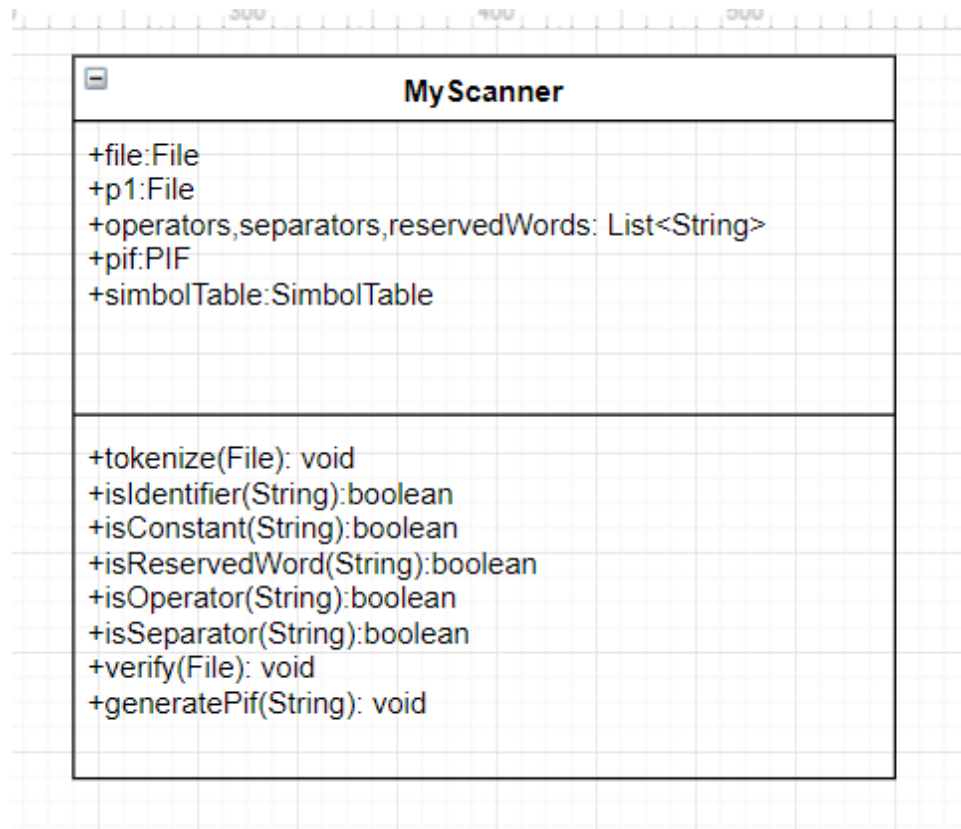 300 400 500
MyScanner
+file:File
+p1:File
+operators,separators,reservedWords: List<String>
+pif:PIF
+simbolTable:SimbolTable
+tokenize(File): void
+isIdentifier(String):boolean
+isConstant(String):boolean
+isReservedWord(String):boolean
+isOperator(String):boolean
+isSeparator(String):boolean
+verify(File): void
+generatePif(String): void